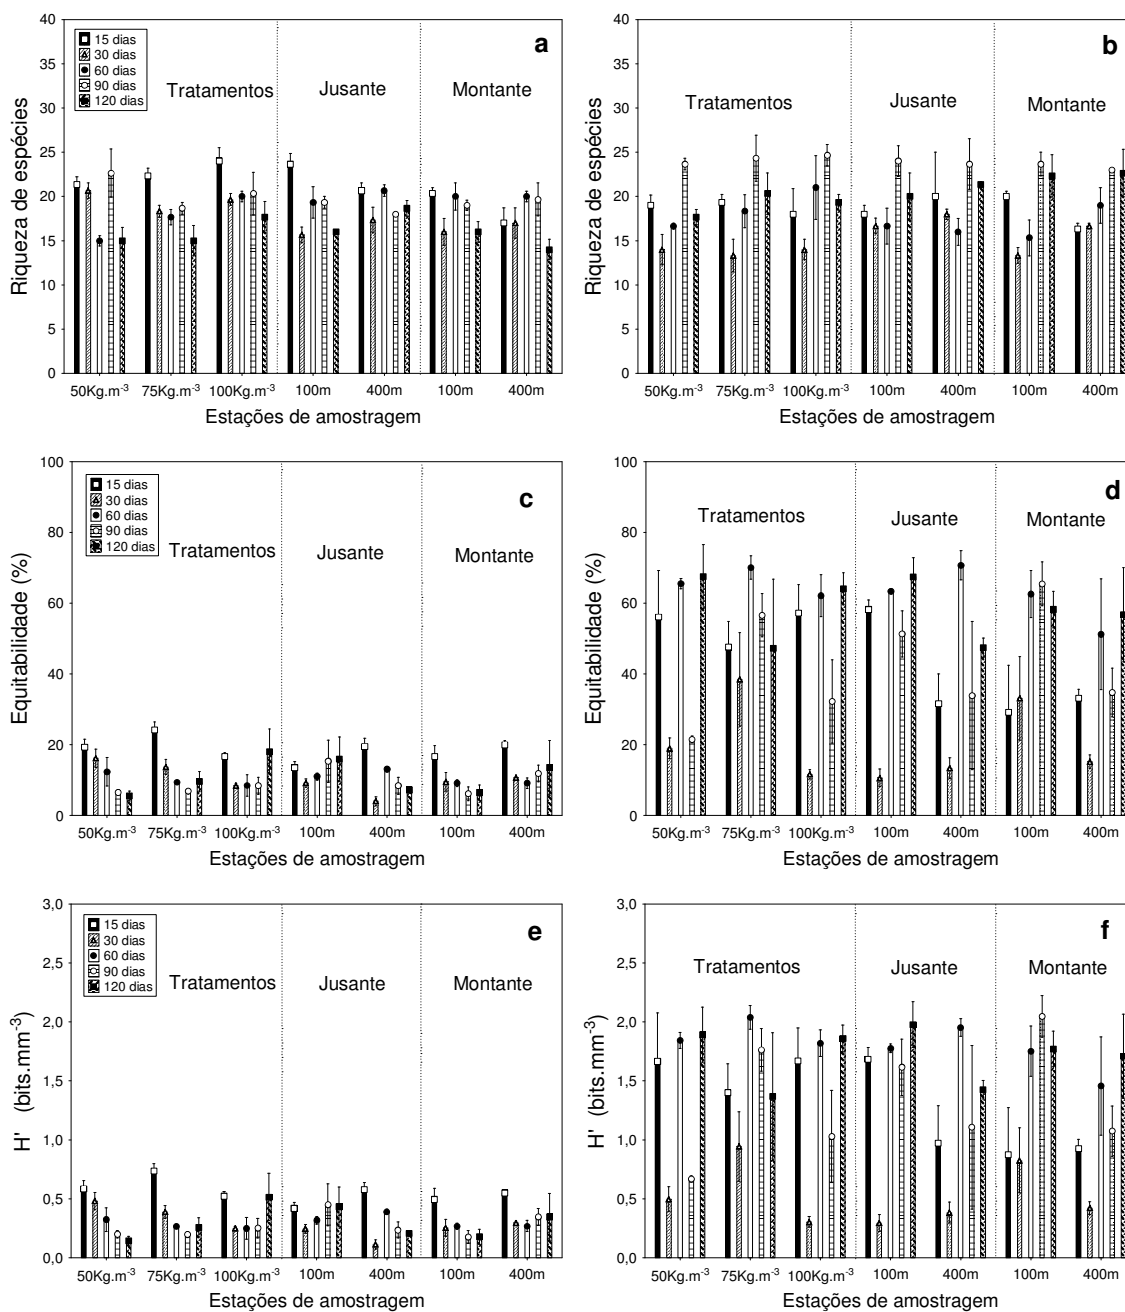 40
35
30
25
20
15
10
5
0
Riqueza de espécies
15 dias
30 dias
60 dias
90 dias
120 dias
a
Tratamentos
Jusante
Montante
50Kg.m-3
75Kg.m-3
100Kg.m-3
100m
400m
100m
400m
Estações de amostragem
40
35
30
25
20
15
10
5
0
Riqueza de espécies
b
Tratamentos
Jusante
Montante
50Kg.m-3
75Kg.m-3
100Kg.m-3
100m
400m
100m
400m
Estações de amostragem
100
80
60
40
20
0
Equitabilidade (%)
15 dias
30 dias
60 dias
90 dias
120 dias
c
Tratamentos
Jusante
Montante
50Kg.m-3
75Kg.m-3
100Kg.m-3
100m
400m
100m
400m
Estações de amostragem
100
80
60
40
20
0
Equitabilidade (%)
d
Tratamentos
Jusante
Montante
50Kg.m-3
75Kg.m-3
100Kg.m-3
100m
400m
100m
400m
Estações de amostragem
3,0
2,5
2,0
1,5
1,0
0,5
0,0
H' (bits.mm-3)
15 dias
30 dias
60 dias
90 dias
120 dias
e
Tratamentos
Jusante
Montante
50Kg.m-3
75Kg.m-3
100Kg.m-3
100m
400m
100m
400m
Estações de amostragem
3,0
2,5
2,0
1,5
1,0
0,5
0,0
H' (bits.mm-3)
f
Tratamentos
Jusante
Montante
50Kg.m-3
75Kg.m-3
100Kg.m-3
100m
400m
100m
400m
Estações de amostragem